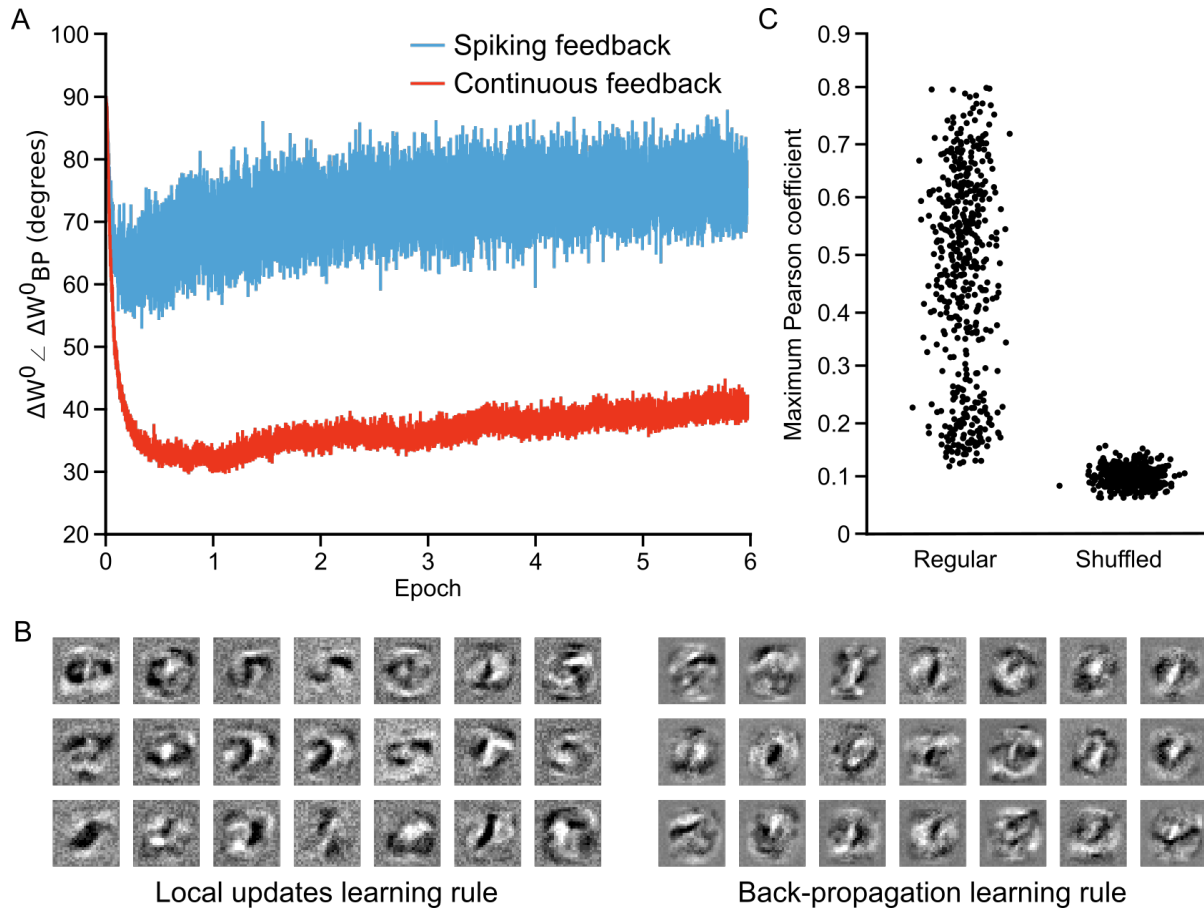 A
100
90
80
70
60
50
40
30
20
ΔW⁰ ∠ ΔW⁰BP (degrees)
Spiking feedback
Continuous feedback
0 1 2 3 4 5 6
Epoch
C
0.9
0.8
0.7
0.6
0.5
0.4
0.3
0.2
0.1
0
Maximum Pearson coefficient
Regular Shuffled
B
Local updates learning rule
Back-propagation learning rule